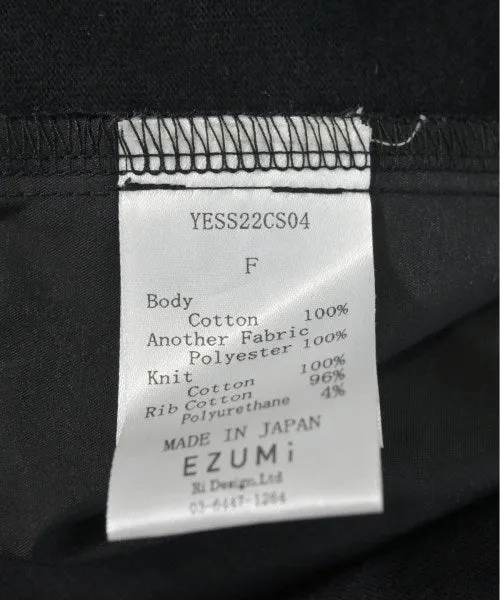 YESS22CS04
F
Body
Cotton 100%
Another Fabric
Polyester 100%
Knit
Cotton 100%
Rib Cotton 96%
Polyurethane 4%
MADE IN JAPAN
EZUMi
Ri Design.Ltd
03-6447-1264